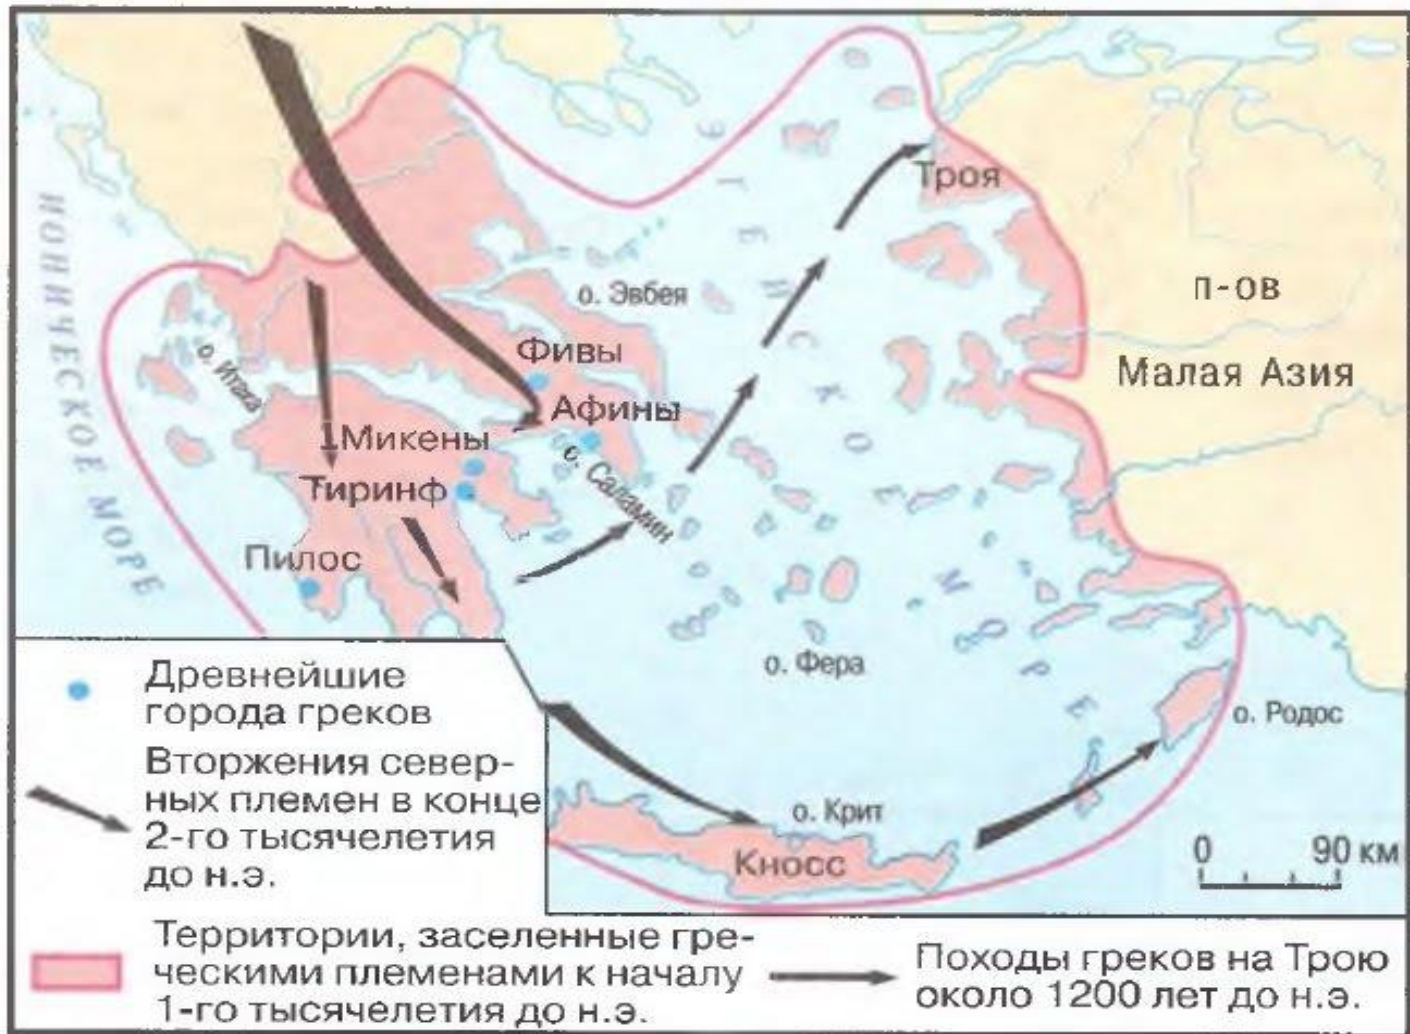 ЭГЕЙСКОЕ МОРЕ
Троя
ИОНИЧЕСКОЕ МОРЕ
п-ов
Малая Азия
о. Эвбея
Фивы
о. Итака
Афины
1Микены
о. Саламин
Тиринф
Пилос
о. Фера
о. Родос
о. Крит
Кносс
0 90 км
Древнейшие
города греков
Вторжения север-
ных племен в конце
2-го тысячелетия
до н.э.
Территории, заселенные гре-
ческими племенами к началу
1-го тысячелетия до н.э.
Походы греков на Трою
около 1200 лет до н.э.